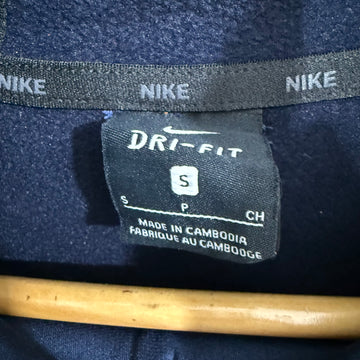 NIKE NIKE NIKE
DRI-FIT
S
S P CH
MADE IN CAMBODIA
FABRIQUE AU CAMBODGE